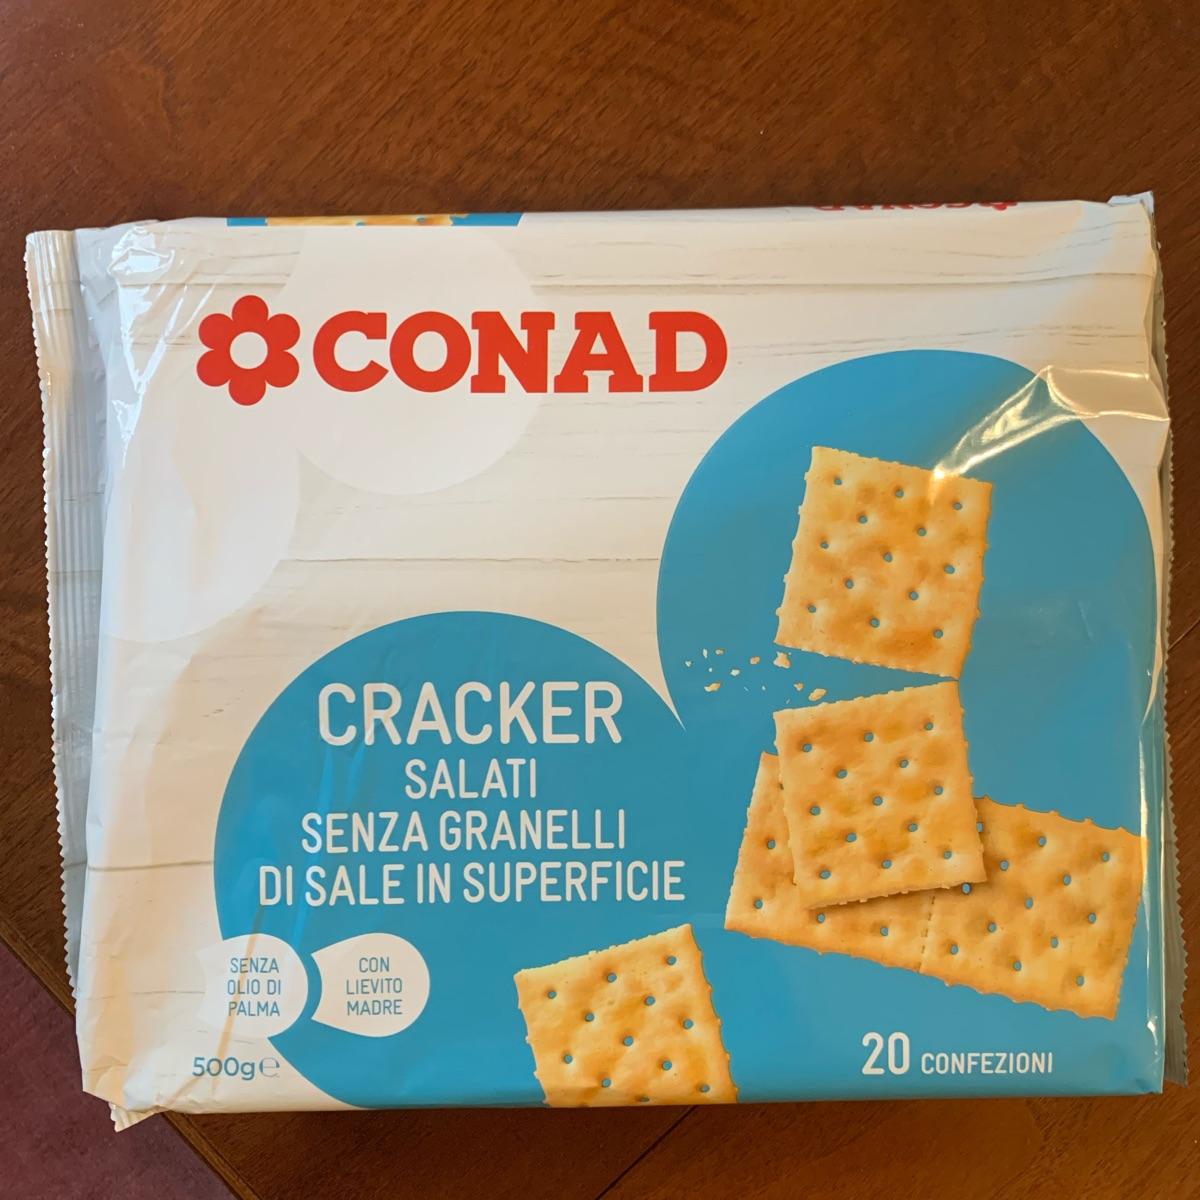 CONAD
CRACKER
SALATI
SENZA GRANELLI
DI SALE IN SUPERFICIE
SENZA
OLIO DI
PALMA
CON
LIEVITO
MADRE
500g℮
20 CONFEZIONI